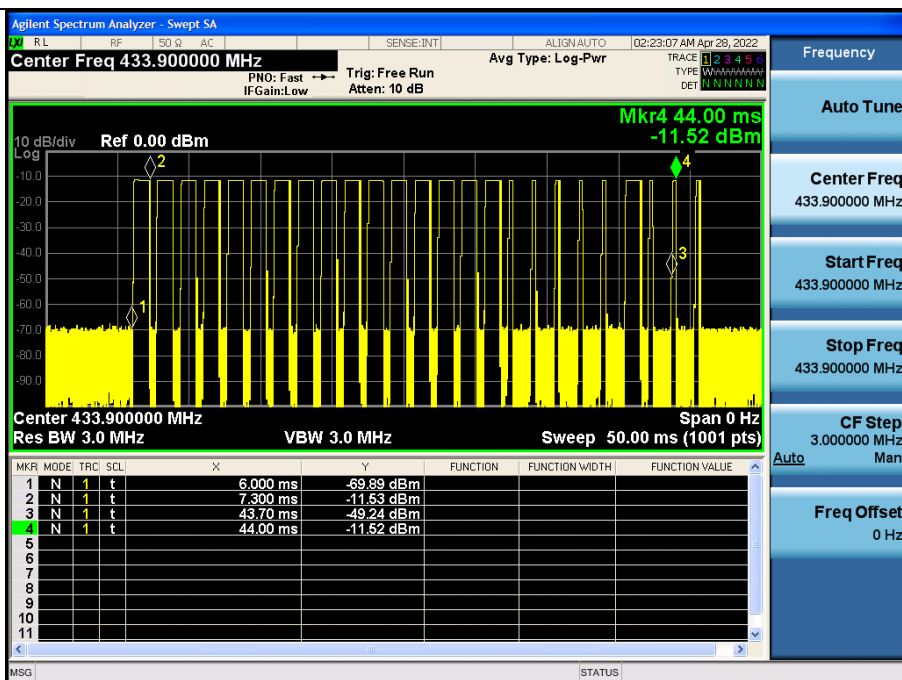 Agilent Spectrum Analyzer - Swept SA
LXI RL RF 50 Ω AC SENSE:INT ALIGNAUTO 02:23:07 AM Apr 28, 2022
Center Freq 433.900000 MHz
PNO: Fast
IFGain:Low
Trig: Free Run
Atten: 10 dB
Avg Type: Log-Pwr
TRACE 1 2 3 4 5 6
TYPE WWWWWWW
DET N N N N N N
Mkr4 44.00 ms
-11.52 dBm
10 dB/div Ref 0.00 dBm
Log
2
4
-10.0
-20.0
-30.0
-40.0
3
-50.0
-60.0
1
-70.0
-80.0
-90.0
Center 433.900000 MHz Span 0 Hz
Res BW 3.0 MHz VBW 3.0 MHz Sweep 50.00 ms (1001 pts)
MKR MODE TRC SCL X Y FUNCTION FUNCTION WIDTH FUNCTION VALUE
1 N 1 t 6.000 ms -69.89 dBm
2 N 1 t 7.300 ms -11.53 dBm
3 N 1 t 43.70 ms -49.24 dBm
4 N 1 t 44.00 ms -11.52 dBm
5
6
7
8
9
10
11
MSG STATUS
Frequency
Auto Tune
Center Freq
433.900000 MHz
Start Freq
433.900000 MHz
Stop Freq
433.900000 MHz
CF Step
3.000000 MHz
Auto Man
Freq Offset
0 Hz